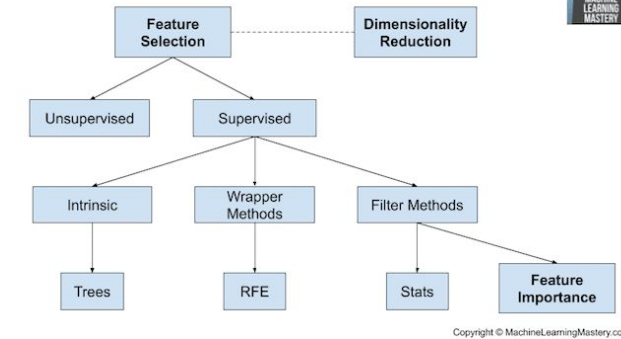 Feature
Selection
Dimensionality
Reduction
LEARNING
MASTERY
Unsupervised
Supervised
Intrinsic
Wrapper
Methods
Filter Methods
Trees
RFE
Stats
Feature
Importance
Copyright © MachineLearningMastery.co